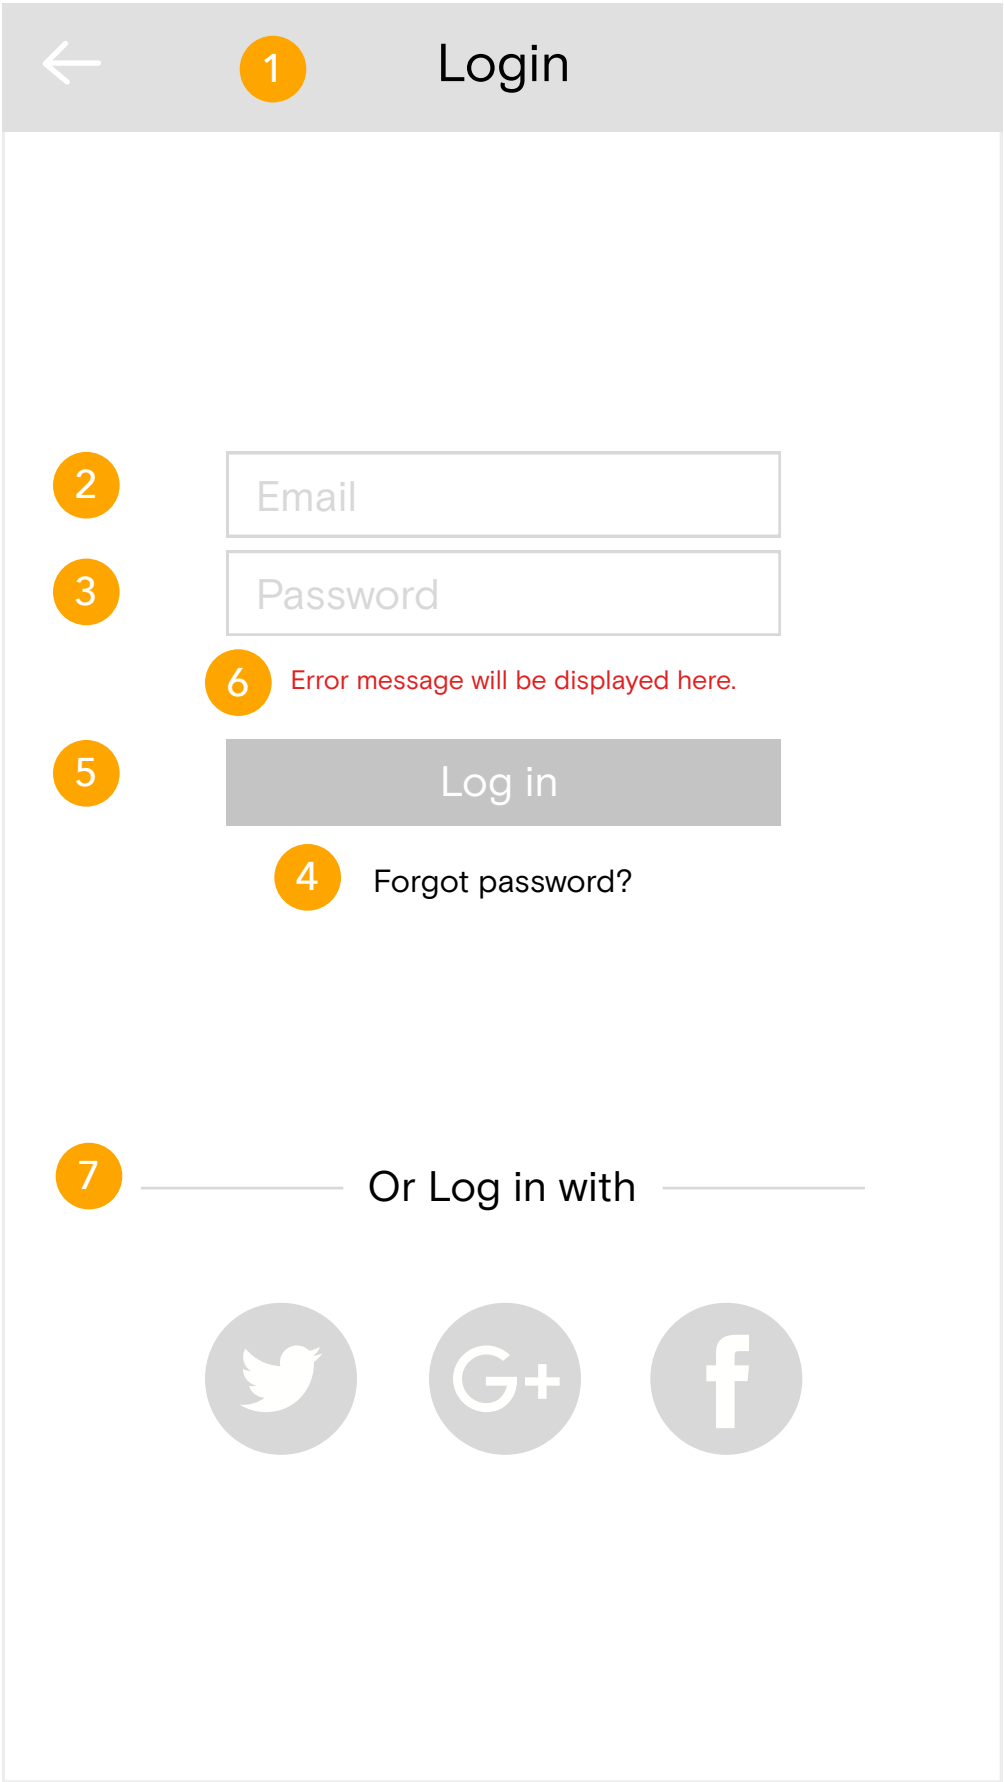 1 Login
2 Email
3 Password
6 Error message will be displayed here.
5 Log in
4 Forgot password?
7 Or Log in with
G+ f